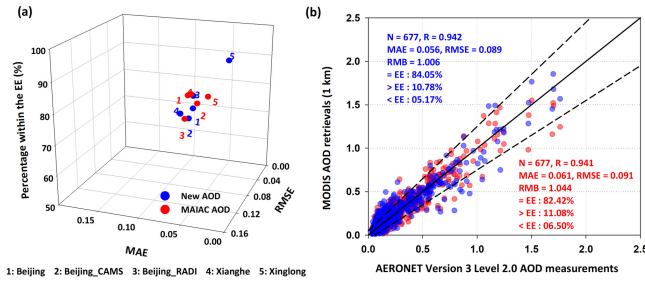 (a)
Percentage within the EE (%)
100
90
80
70
60
50
0.15
0.10
0.05
0.00
MAE
0.16
0.12
0.08
0.04
0.00
RMSE
5
4
3
1
2
4
1
2
3
New AOD
MAIAC AOD
1: Beijing 2: Beijing_CAMS 3: Beijing_RADI 4: Xianghe 5: Xinglong
(b)
MODIS AOD retrievals (1 km)
2.5
2.0
1.5
1.0
0.5
0.0
N = 677, R = 0.942
MAE = 0.056, RMSE = 0.089
RMB = 1.006
= EE : 84.05%
> EE : 10.78%
< EE : 05.17%
N = 677, R = 0.941
MAE = 0.061, RMSE = 0.091
RMB = 1.044
= EE : 82.42%
> EE : 11.08%
< EE : 06.50%
0.0 0.5 1.0 1.5 2.0 2.5
AERONET Version 3 Level 2.0 AOD measurements